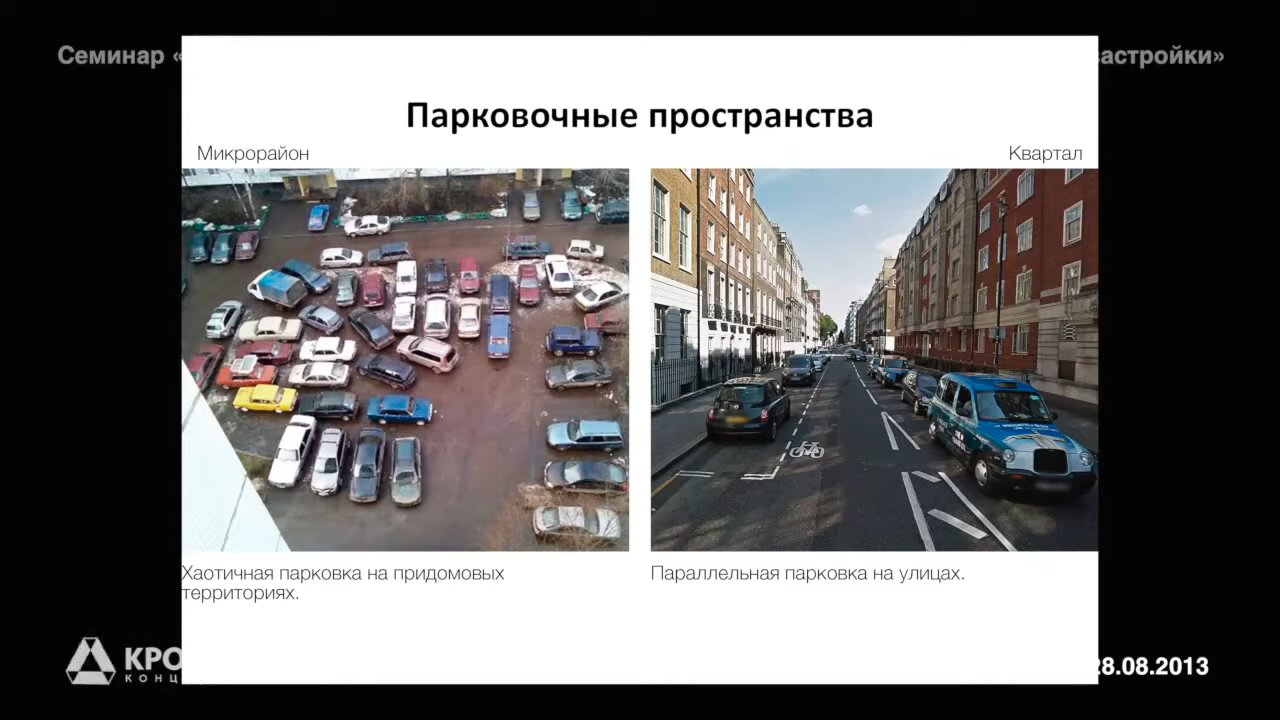 Семинар «
астройки»
Парковочные пространства
Микрорайон
Квартал
Хаотичная парковка на придомовых
территориях.
Параллельная парковка на улицах.
КРО
КОНЦ
28.08.2013